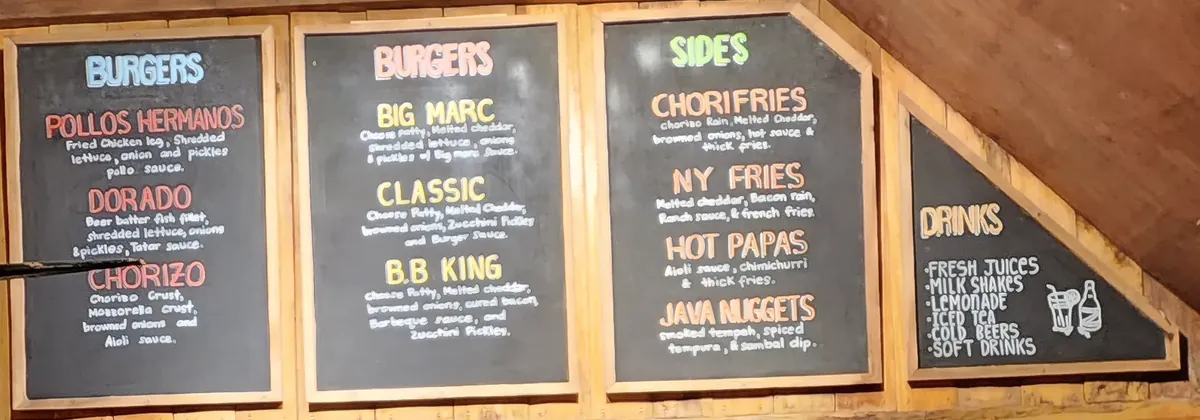 BURGERS
POLLOS HERMANOS
Fried Chicken leg, Shredded
lettuce, onion and pickles
pollo sauce.
DORADO
Beer batter fish fillet,
shredded lettuce, onions
& pickles, Tatar sauce.
CHORIZO
Chorizo Crust,
Mozzorella crust,
browned onions and
Aioli sauce.
BURGERS
BIG MARC
Choose patty, Melted cheddar,
shredded lettuce, onions
& pickles w/ Big marc Sauce.
CLASSIC
Choose Patty, Melted Cheddar,
browned onions, Zucchini Pickles
and Burger Sauce.
B.B KING
Choose Patty, Melted cheddar,
browned onions, cured bacon,
Barbeque sauce, and
Zucchini Pickles.
SIDES
CHORIFRIES
chorizo Rain, Melted Cheddar,
browned onions, hot sauce &
thick fries.
NY FRIES
Melted cheddar, Bacon rain,
Ranch sauce, & french fries.
HOT PAPAS
Aioli sauce, chimichurri
& thick fries.
JAVA NUGGETS
smoked tempeh, spiced
tempura, & sambal dip.
DRINKS
·FRESH JUICES
·MILK SHAKES
·LEMONADE
·ICED TEA
·COLD BEERS
·SOFT DRINKS